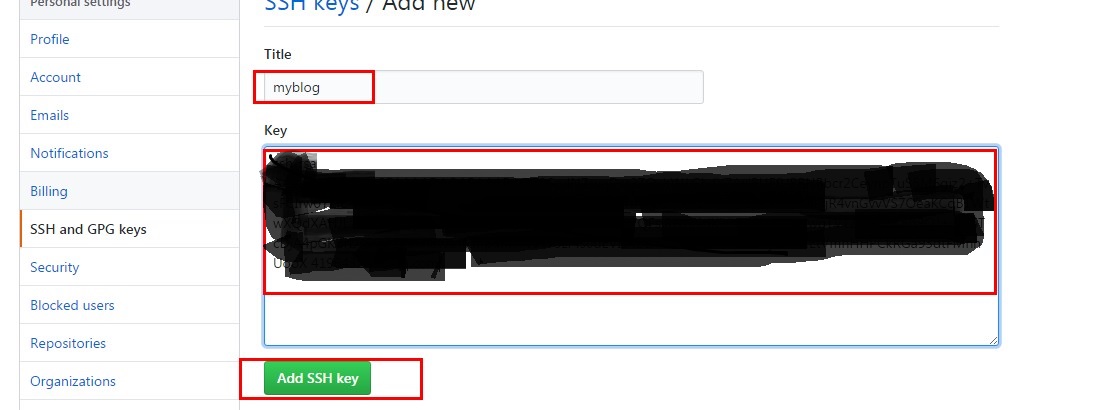 Personal settings
SSH keys / Add new
Profile
Account
Emails
Notifications
Billing
SSH and GPG keys
Security
Blocked users
Repositories
Organizations
Title
myblog
Key
Add SSH key